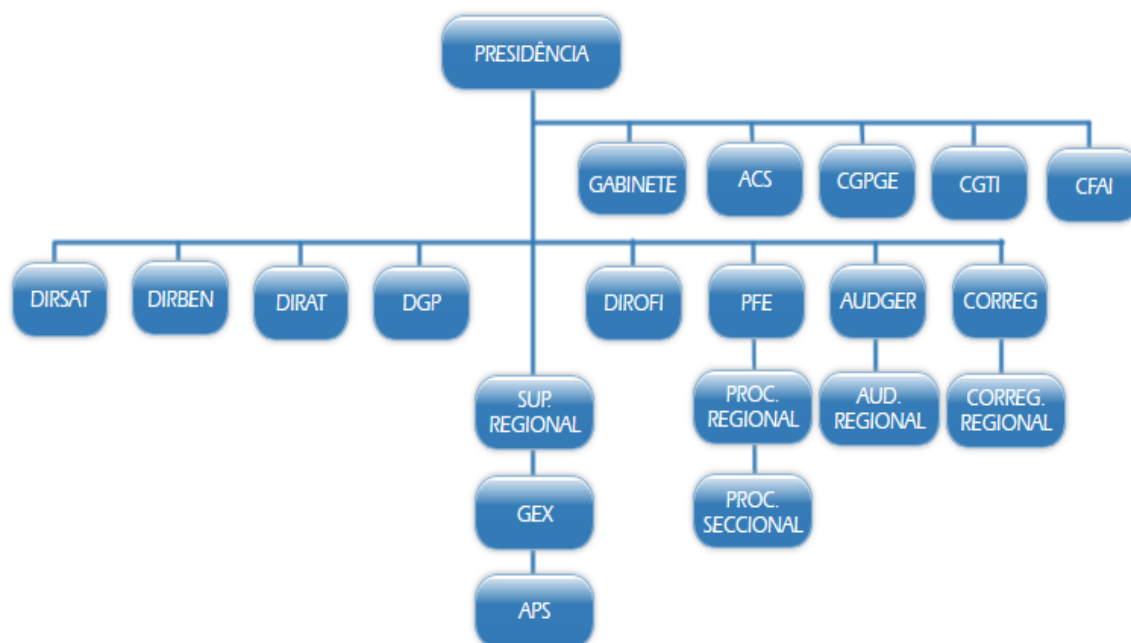 PRESIDÊNCIA
GABINETE
ACS
CGPGE
CGTI
CFAI
DIRSAT
DIRBEN
DIRAT
DGP
DIROFI
PFE
AUDGER
CORREG
SUP.
REGIONAL
PROC.
REGIONAL
AUD.
REGIONAL
CORREG.
REGIONAL
GEX
PROC.
SECCIONAL
APS